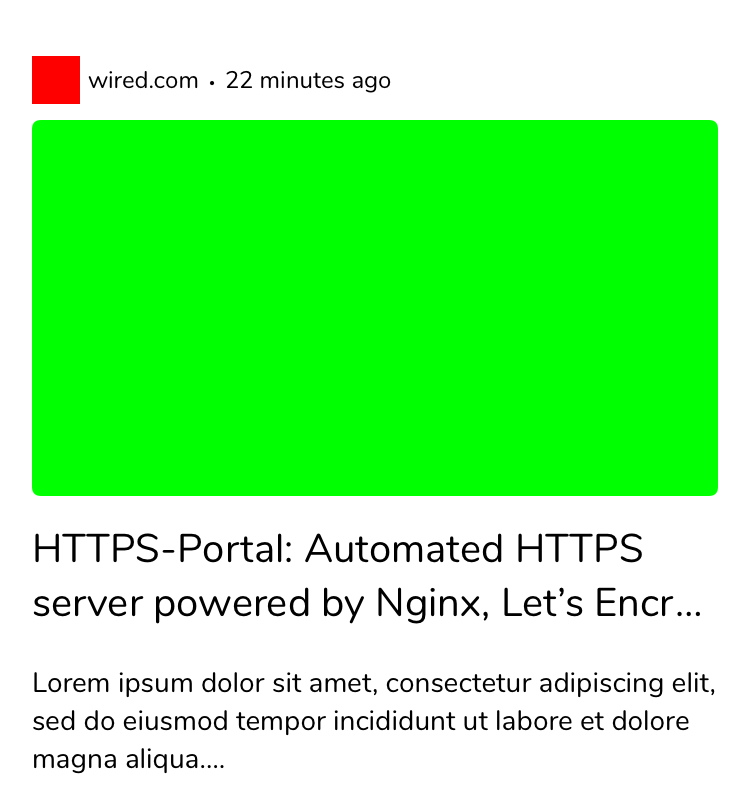 wired.com • 22 minutes ago
HTTPS-Portal: Automated HTTPS
server powered by Nginx, Let’s Encr...
Lorem ipsum dolor sit amet, consectetur adipiscing elit,
sed do eiusmod tempor incididunt ut labore et dolore
magna aliqua....